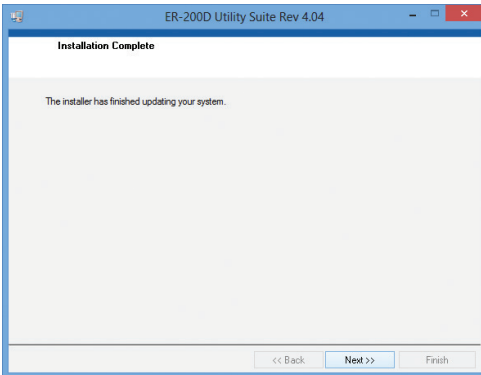 ER-200D Utility Suite Rev 4.04
Installation Complete
The installer has finished updating your system.
<< Back
Next >>
Finish